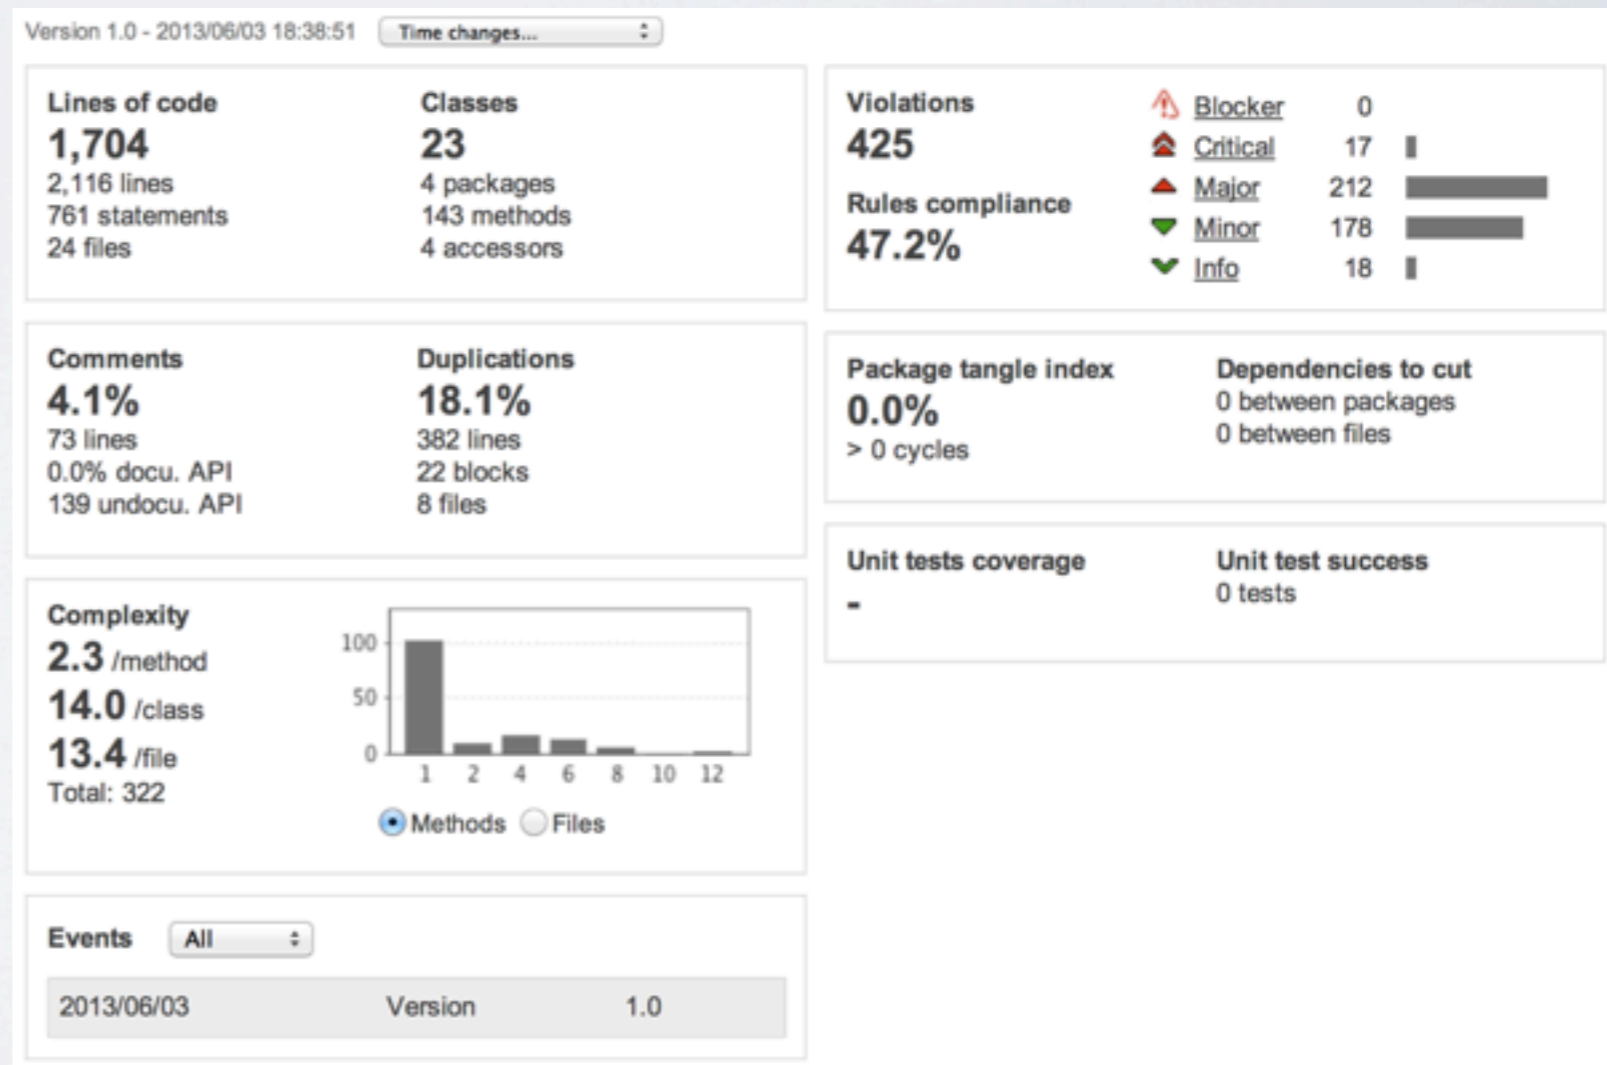 Version 1.0 - 2013/06/03 18:38:51 Time changes...
Lines of code
1,704
2,116 lines
761 statements
24 files
Classes
23
4 packages
143 methods
4 accessors
Violations
425
Rules compliance
47.2%
Blocker 0
Critical 17
Major 212
Minor 178
Info 18
Comments
4.1%
73 lines
0.0% docu. API
139 undocu. API
Duplications
18.1%
382 lines
22 blocks
8 files
Package tangle index
0.0%
> 0 cycles
Dependencies to cut
0 between packages
0 between files
Unit tests coverage
-
Unit test success
0 tests
Complexity
2.3 /method
14.0 /class
13.4 /file
Total: 322
100
50
0
1 2 4 6 8 10 12
Methods Files
Events All
2013/06/03 Version 1.0